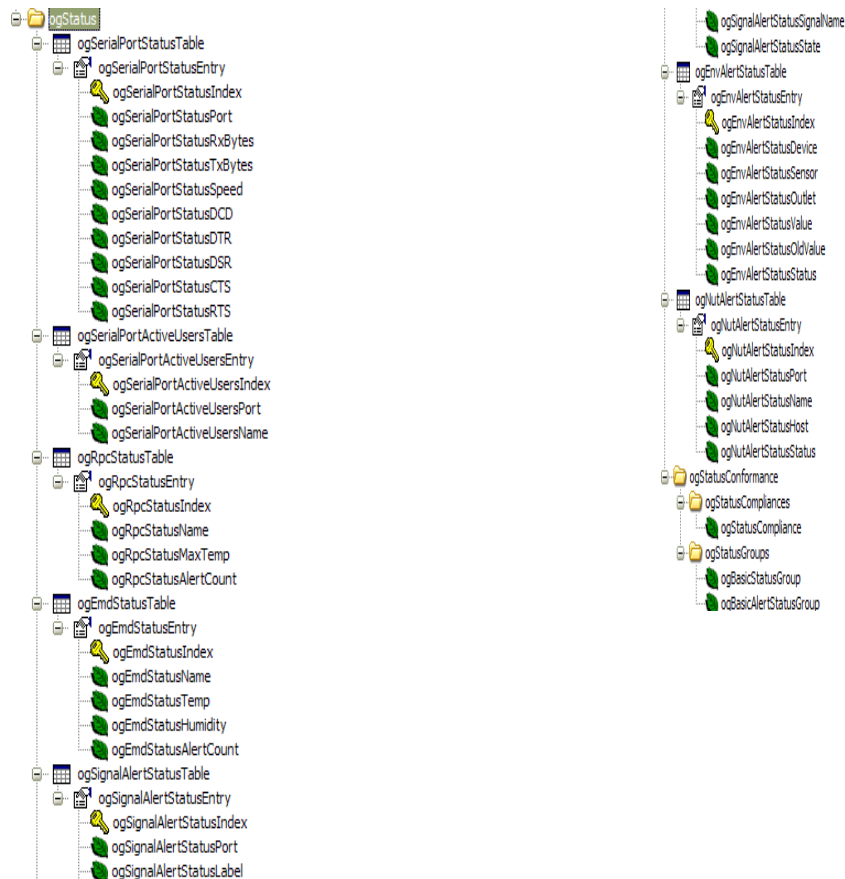 ogStatus
ogSerialPortStatusTable
ogSerialPortStatusEntry
ogSerialPortStatusIndex
ogSerialPortStatusPort
ogSerialPortStatusRxBytes
ogSerialPortStatusTxBytes
ogSerialPortStatusSpeed
ogSerialPortStatusDCD
ogSerialPortStatusDTR
ogSerialPortStatusDSR
ogSerialPortStatusCTS
ogSerialPortStatusRTS
ogSerialPortActiveUsersTable
ogSerialPortActiveUsersEntry
ogSerialPortActiveUsersIndex
ogSerialPortActiveUsersPort
ogSerialPortActiveUsersName
ogRpcStatusTable
ogRpcStatusEntry
ogRpcStatusIndex
ogRpcStatusName
ogRpcStatusMaxTemp
ogRpcStatusAlertCount
ogEmdStatusTable
ogEmdStatusEntry
ogEmdStatusIndex
ogEmdStatusName
ogEmdStatusTemp
ogEmdStatusHumidity
ogEmdStatusAlertCount
ogSignalAlertStatusTable
ogSignalAlertStatusEntry
ogSignalAlertStatusIndex
ogSignalAlertStatusPort
ogSignalAlertStatusLabel
ogSignalAlertStatusSignalName
ogSignalAlertStatusState
ogEnvAlertStatusTable
ogEnvAlertStatusEntry
ogEnvAlertStatusIndex
ogEnvAlertStatusDevice
ogEnvAlertStatusSensor
ogEnvAlertStatusOutlet
ogEnvAlertStatusValue
ogEnvAlertStatusOldValue
ogEnvAlertStatusStatus
ogNutAlertStatusTable
ogNutAlertStatusEntry
ogNutAlertStatusIndex
ogNutAlertStatusPort
ogNutAlertStatusName
ogNutAlertStatusHost
ogNutAlertStatusStatus
ogStatusConformance
ogStatusCompliances
ogStatusCompliance
ogStatusGroups
ogBasicStatusGroup
ogBasicAlertStatusGroup